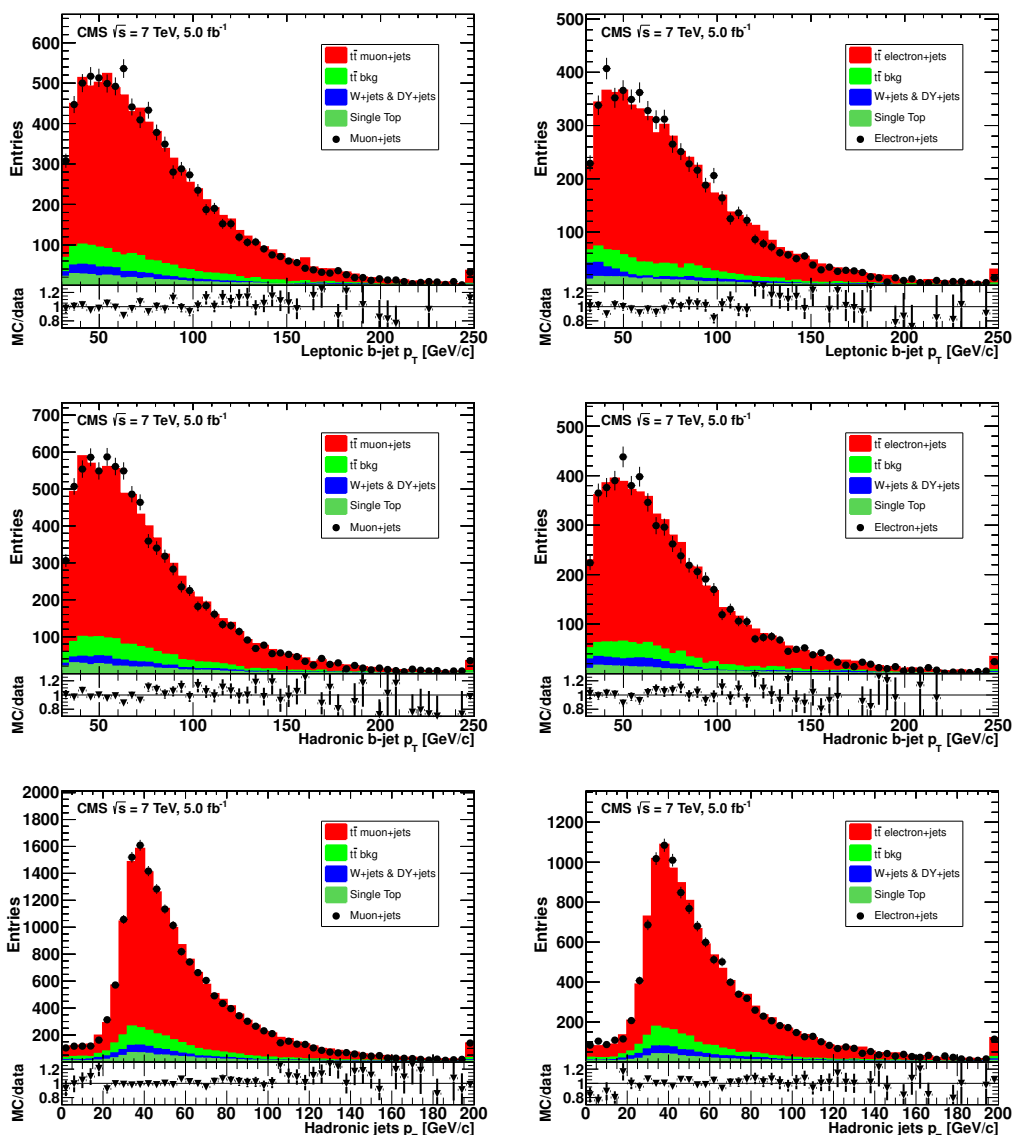 CMS √s = 7 TeV, 5.0 fb-1
tt̄ muon+jets
tt̄ bkg
W+jets & DY+jets
Single Top
Muon+jets
Entries
600
500
400
300
200
100
MC/data
1.2
1
0.8
50 100 150 200 250
Leptonic b-jet pT [GeV/c]
CMS √s = 7 TeV, 5.0 fb-1
tt̄ electron+jets
tt̄ bkg
W+jets & DY+jets
Single Top
Electron+jets
Entries
500
400
300
200
100
MC/data
1.2
1
0.8
50 100 150 200 250
Leptonic b-jet pT [GeV/c]
CMS √s = 7 TeV, 5.0 fb-1
tt̄ muon+jets
tt̄ bkg
W+jets & DY+jets
Single Top
Muon+jets
Entries
700
600
500
400
300
200
100
MC/data
1.2
1
0.8
50 100 150 200 250
Hadronic b-jet pT [GeV/c]
CMS √s = 7 TeV, 5.0 fb-1
tt̄ electron+jets
tt̄ bkg
W+jets & DY+jets
Single Top
Electron+jets
Entries
500
400
300
200
100
MC/data
1.2
1
0.8
50 100 150 200 250
Hadronic b-jet pT [GeV/c]
CMS √s = 7 TeV, 5.0 fb-1
tt̄ muon+jets
tt̄ bkg
W+jets & DY+jets
Single Top
Muon+jets
Entries
2000
1800
1600
1400
1200
1000
800
600
400
200
MC/data
1.2
1
0.8
0 20 40 60 80 100 120 140 160 180 200
Hadronic jets pT [GeV/c]
CMS √s = 7 TeV, 5.0 fb-1
tt̄ electron+jets
tt̄ bkg
W+jets & DY+jets
Single Top
Electron+jets
Entries
1200
1000
800
600
400
200
MC/data
1.2
1
0.8
0 20 40 60 80 100 120 140 160 180 200
Hadronic jets pT [GeV/c]